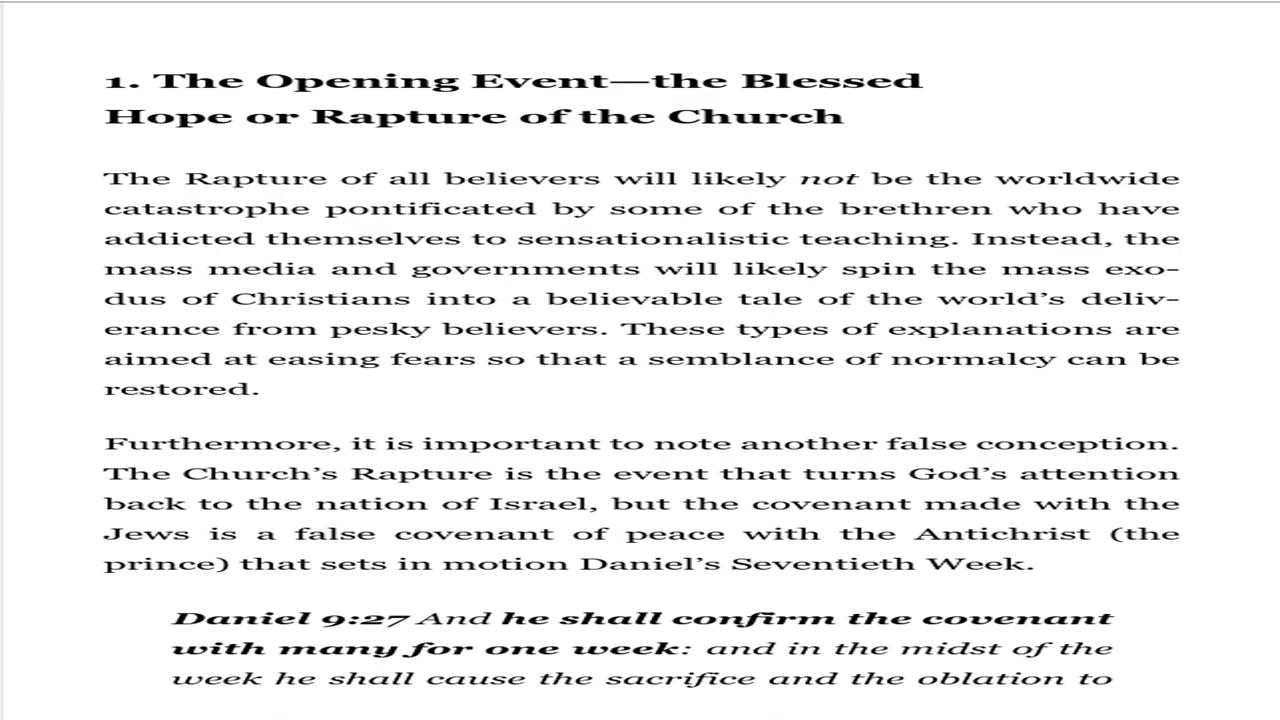 1. The Opening Event—the Blessed
Hope or Rapture of the Church
The Rapture of all believers will likely not be the worldwide
catastrophe pontificated by some of the brethren who have
addicted themselves to sensationalistic teaching. Instead, the
mass media and governments will likely spin the mass exo-
dus of Christians into a believable tale of the world’s deliv-
erance from pesky believers. These types of explanations are
aimed at easing fears so that a semblance of normalcy can be
restored.
Furthermore, it is important to note another false conception.
The Church’s Rapture is the event that turns God’s attention
back to the nation of Israel, but the covenant made with the
Jews is a false covenant of peace with the Antichrist (the
prince) that sets in motion Daniel’s Seventieth Week.
Daniel 9:27 And he shall confirm the covenant
with many for one week: and in the midst of the
week he shall cause the sacrifice and the oblation to